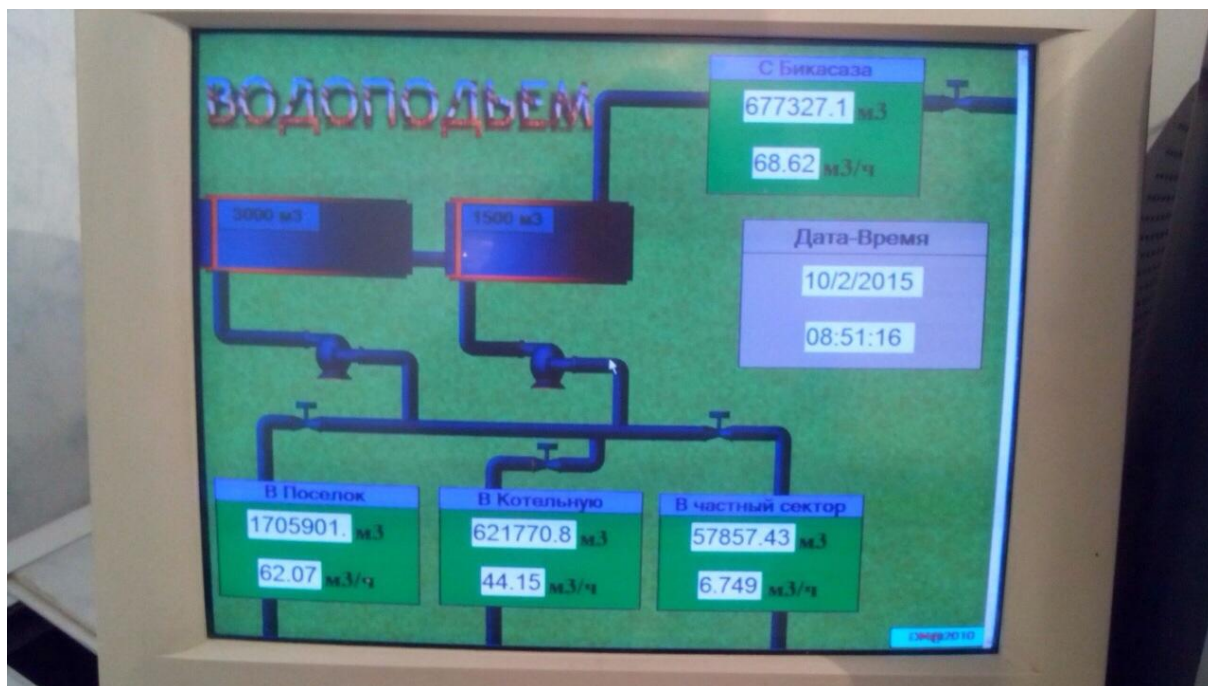 ВОДОПОДЬЕМ
С Бикасаза
677327.1 м3
68.62 м3/ч
3000 м3
1500 м3
Дата-Время
10/2/2015
08:51:16
В Поселок
1705901. м3
62.07 м3/ч
В Котельную
621770.8 м3
44.15 м3/ч
В частный сектор
57857.43 м3
6.749 м3/ч
2010